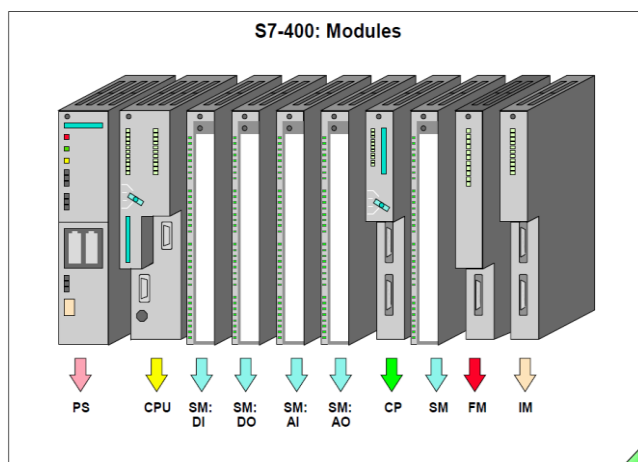 S7-400: Modules
PS CPU SM: SM: SM: SM: CP SM FM IM
DI DO AI AO